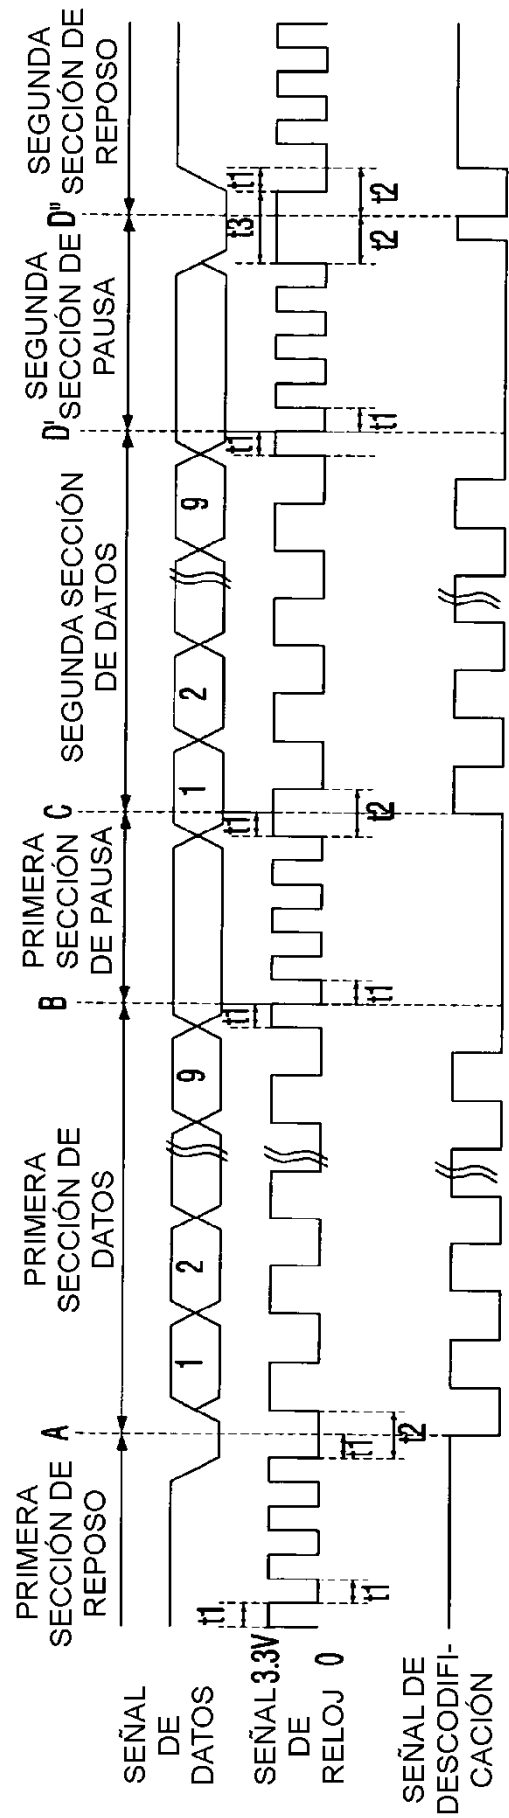 PRIMERA
SECCIÓN DE
REPOSO
A
PRIMERA
SECCIÓN DE
DATOS
B
PRIMERA
SECCIÓN
DE PAUSA
C
SEGUNDA SECCIÓN
DE DATOS
D'
SEGUNDA
SECCIÓN DE
PAUSA
D"
SEGUNDA
SECCIÓN DE
REPOSO
SEÑAL
DE
DATOS
1
2
9
1
2
9
t1
t1
t1
t1
t3
t1
SEÑAL 3.3V
DE
RELOJ 0
t1
t1
t2
t1
t2
t1
t2
t2
SEÑAL DE
DESCODIFI-
CACIÓN